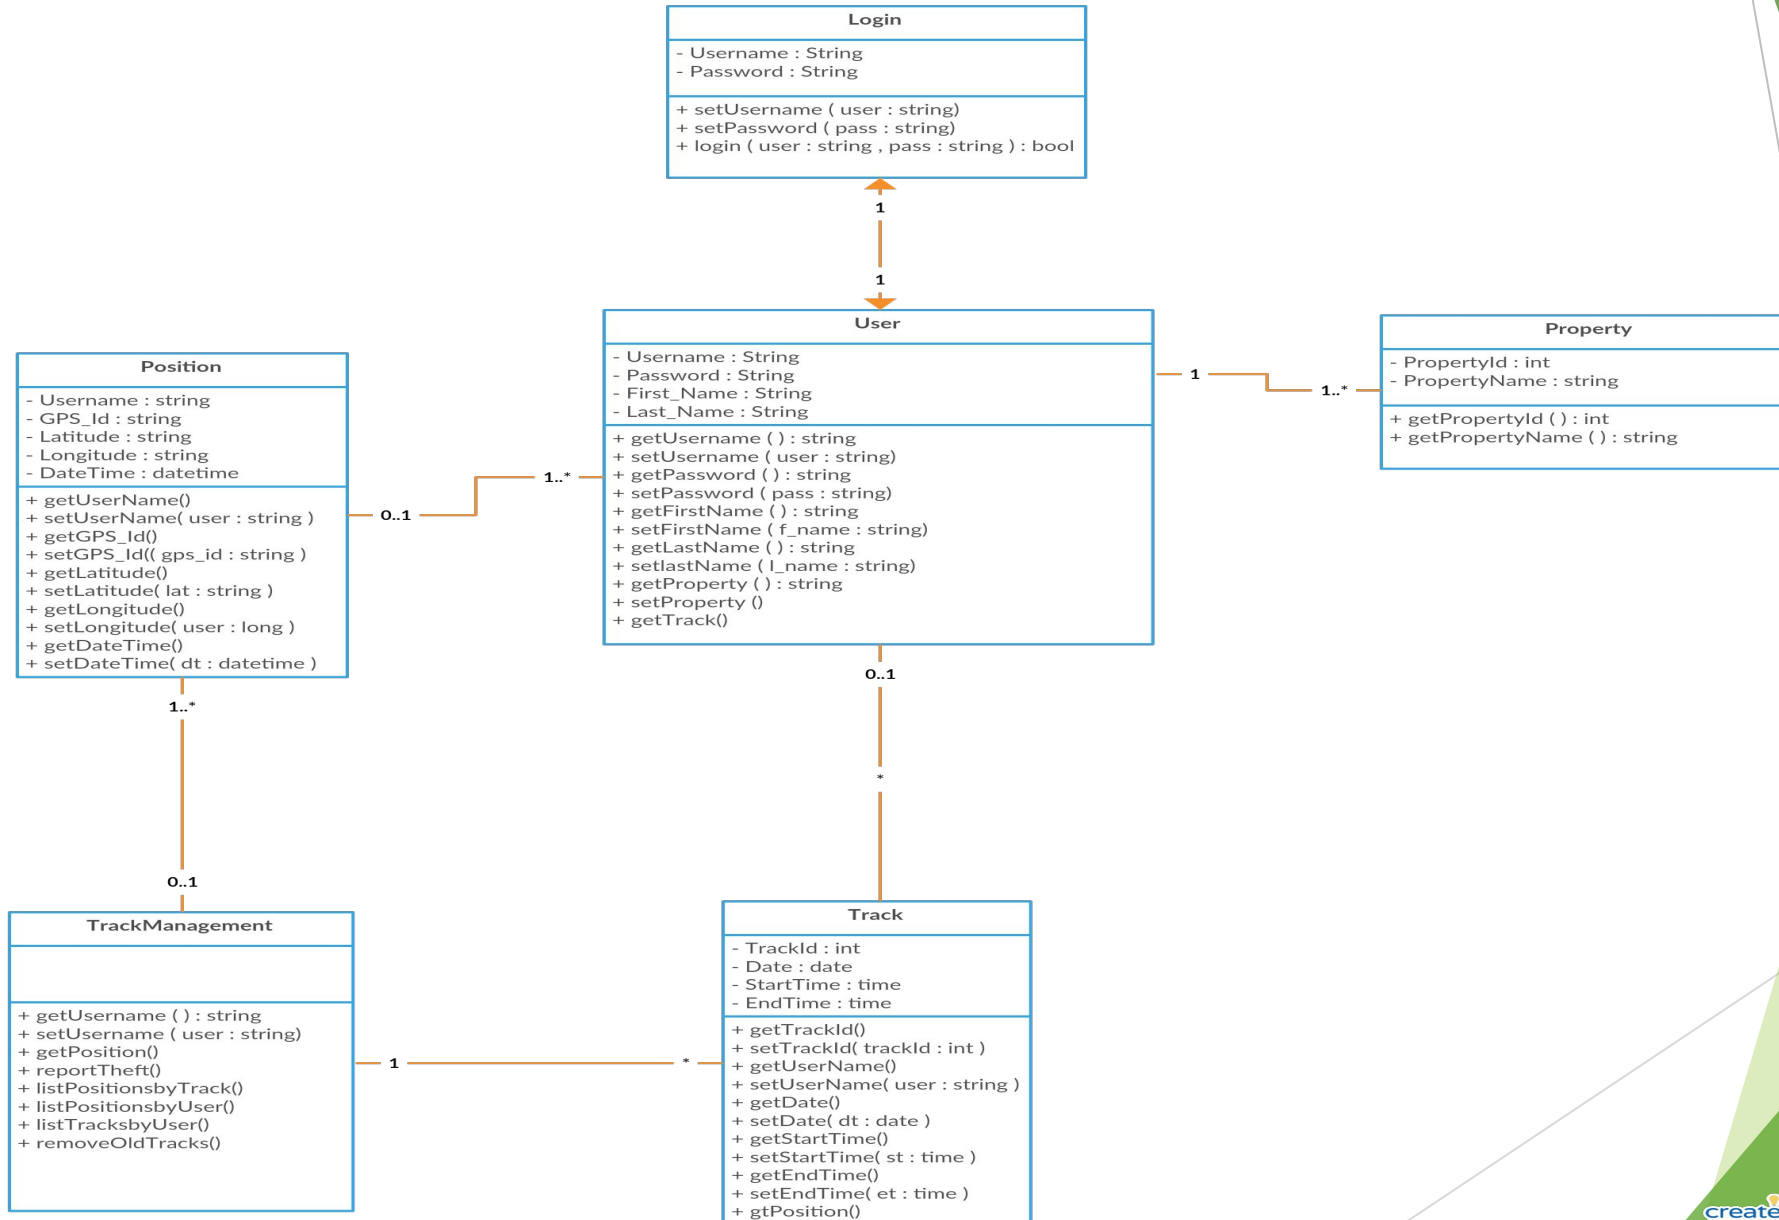 Login
- Username : String
- Password : String
+ setUsername ( user : string)
+ setPassword ( pass : string)
+ login ( user : string , pass : string ) : bool
1
1
User
- Username : String
- Password : String
- First_Name : String
- Last_Name : String
+ getUsername ( ) : string
+ setUsername ( user : string)
+ getPassword ( ) : string
+ setPassword ( pass : string)
+ getFirstName ( ) : string
+ setFirstName ( f_name : string)
+ getLastName ( ) : string
+ setlastName ( l_name : string)
+ getProperty ( ) : string
+ setProperty ()
+ getTrack()
1
1..*
Property
- PropertyId : int
- PropertyName : string
+ getPropertyId ( ) : int
+ getPropertyName ( ) : string
Position
- Username : string
- GPS_Id : string
- Latitude : string
- Longitude : string
- DateTime : datetime
+ getUserName()
+ setUserName( user : string )
+ getGPS_Id()
+ setGPS_Id(( gps_id : string )
+ getLatitude()
+ setLatitude( lat : string )
+ getLongitude()
+ setLongitude( user : long )
+ getDateTime()
+ setDateTime( dt : datetime )
1..*
0..1
0..1
*
1..*
0..1
TrackManagement
+ getUsername ( ) : string
+ setUsername ( user : string)
+ getPosition()
+ reportTheft()
+ listPositionsbyTrack()
+ listPositionsbyUser()
+ listTracksbyUser()
+ removeOldTracks()
1
*
Track
- TrackId : int
- Date : date
- StartTime : time
- EndTime : time
+ getTrackId()
+ setTrackId( trackId : int )
+ getUserName()
+ setUserName( user : string )
+ getDate()
+ setDate( dt : date )
+ getStartTime()
+ setStartTime( st : time )
+ getEndTime()
+ setEndTime( et : time )
+ gtPosition()
create